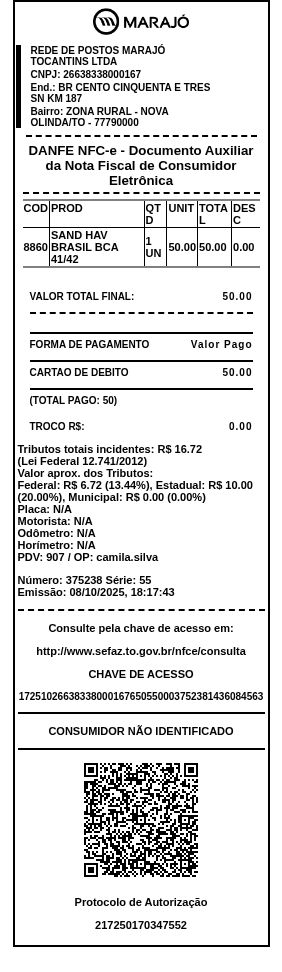 MARAJÓ
REDE DE POSTOS MARAJÓ
TOCANTINS LTDA
CNPJ: 26638338000167
End.: BR CENTO CINQUENTA E TRES
SN KM 187
Bairro: ZONA RURAL - NOVA
OLINDA/TO - 77790000
DANFE NFC-e - Documento Auxiliar
da Nota Fiscal de Consumidor
Eletrônica
COD PROD QTD UNIT TOTAL DESC
8860 SAND HAV BRASIL BCA 41/42 1 UN 50.00 50.00 0.00
VALOR TOTAL FINAL: 50.00
FORMA DE PAGAMENTO Valor Pago
CARTAO DE DEBITO 50.00
(TOTAL PAGO: 50)
TROCO R$: 0.00
Tributos totais incidentes: R$ 16.72
(Lei Federal 12.741/2012)
Valor aprox. dos Tributos:
Federal: R$ 6.72 (13.44%), Estadual: R$ 10.00
(20.00%), Municipal: R$ 0.00 (0.00%)
Placa: N/A
Motorista: N/A
Odômetro: N/A
Horímetro: N/A
PDV: 907 / OP: camila.silva
Número: 375238 Série: 55
Emissão: 08/10/2025, 18:17:43
Consulte pela chave de acesso em:
http://www.sefaz.to.gov.br/nfce/consulta
CHAVE DE ACESSO
17251026638338000167650550003752381436084563
CONSUMIDOR NÃO IDENTIFICADO
Protocolo de Autorização
217250170347552